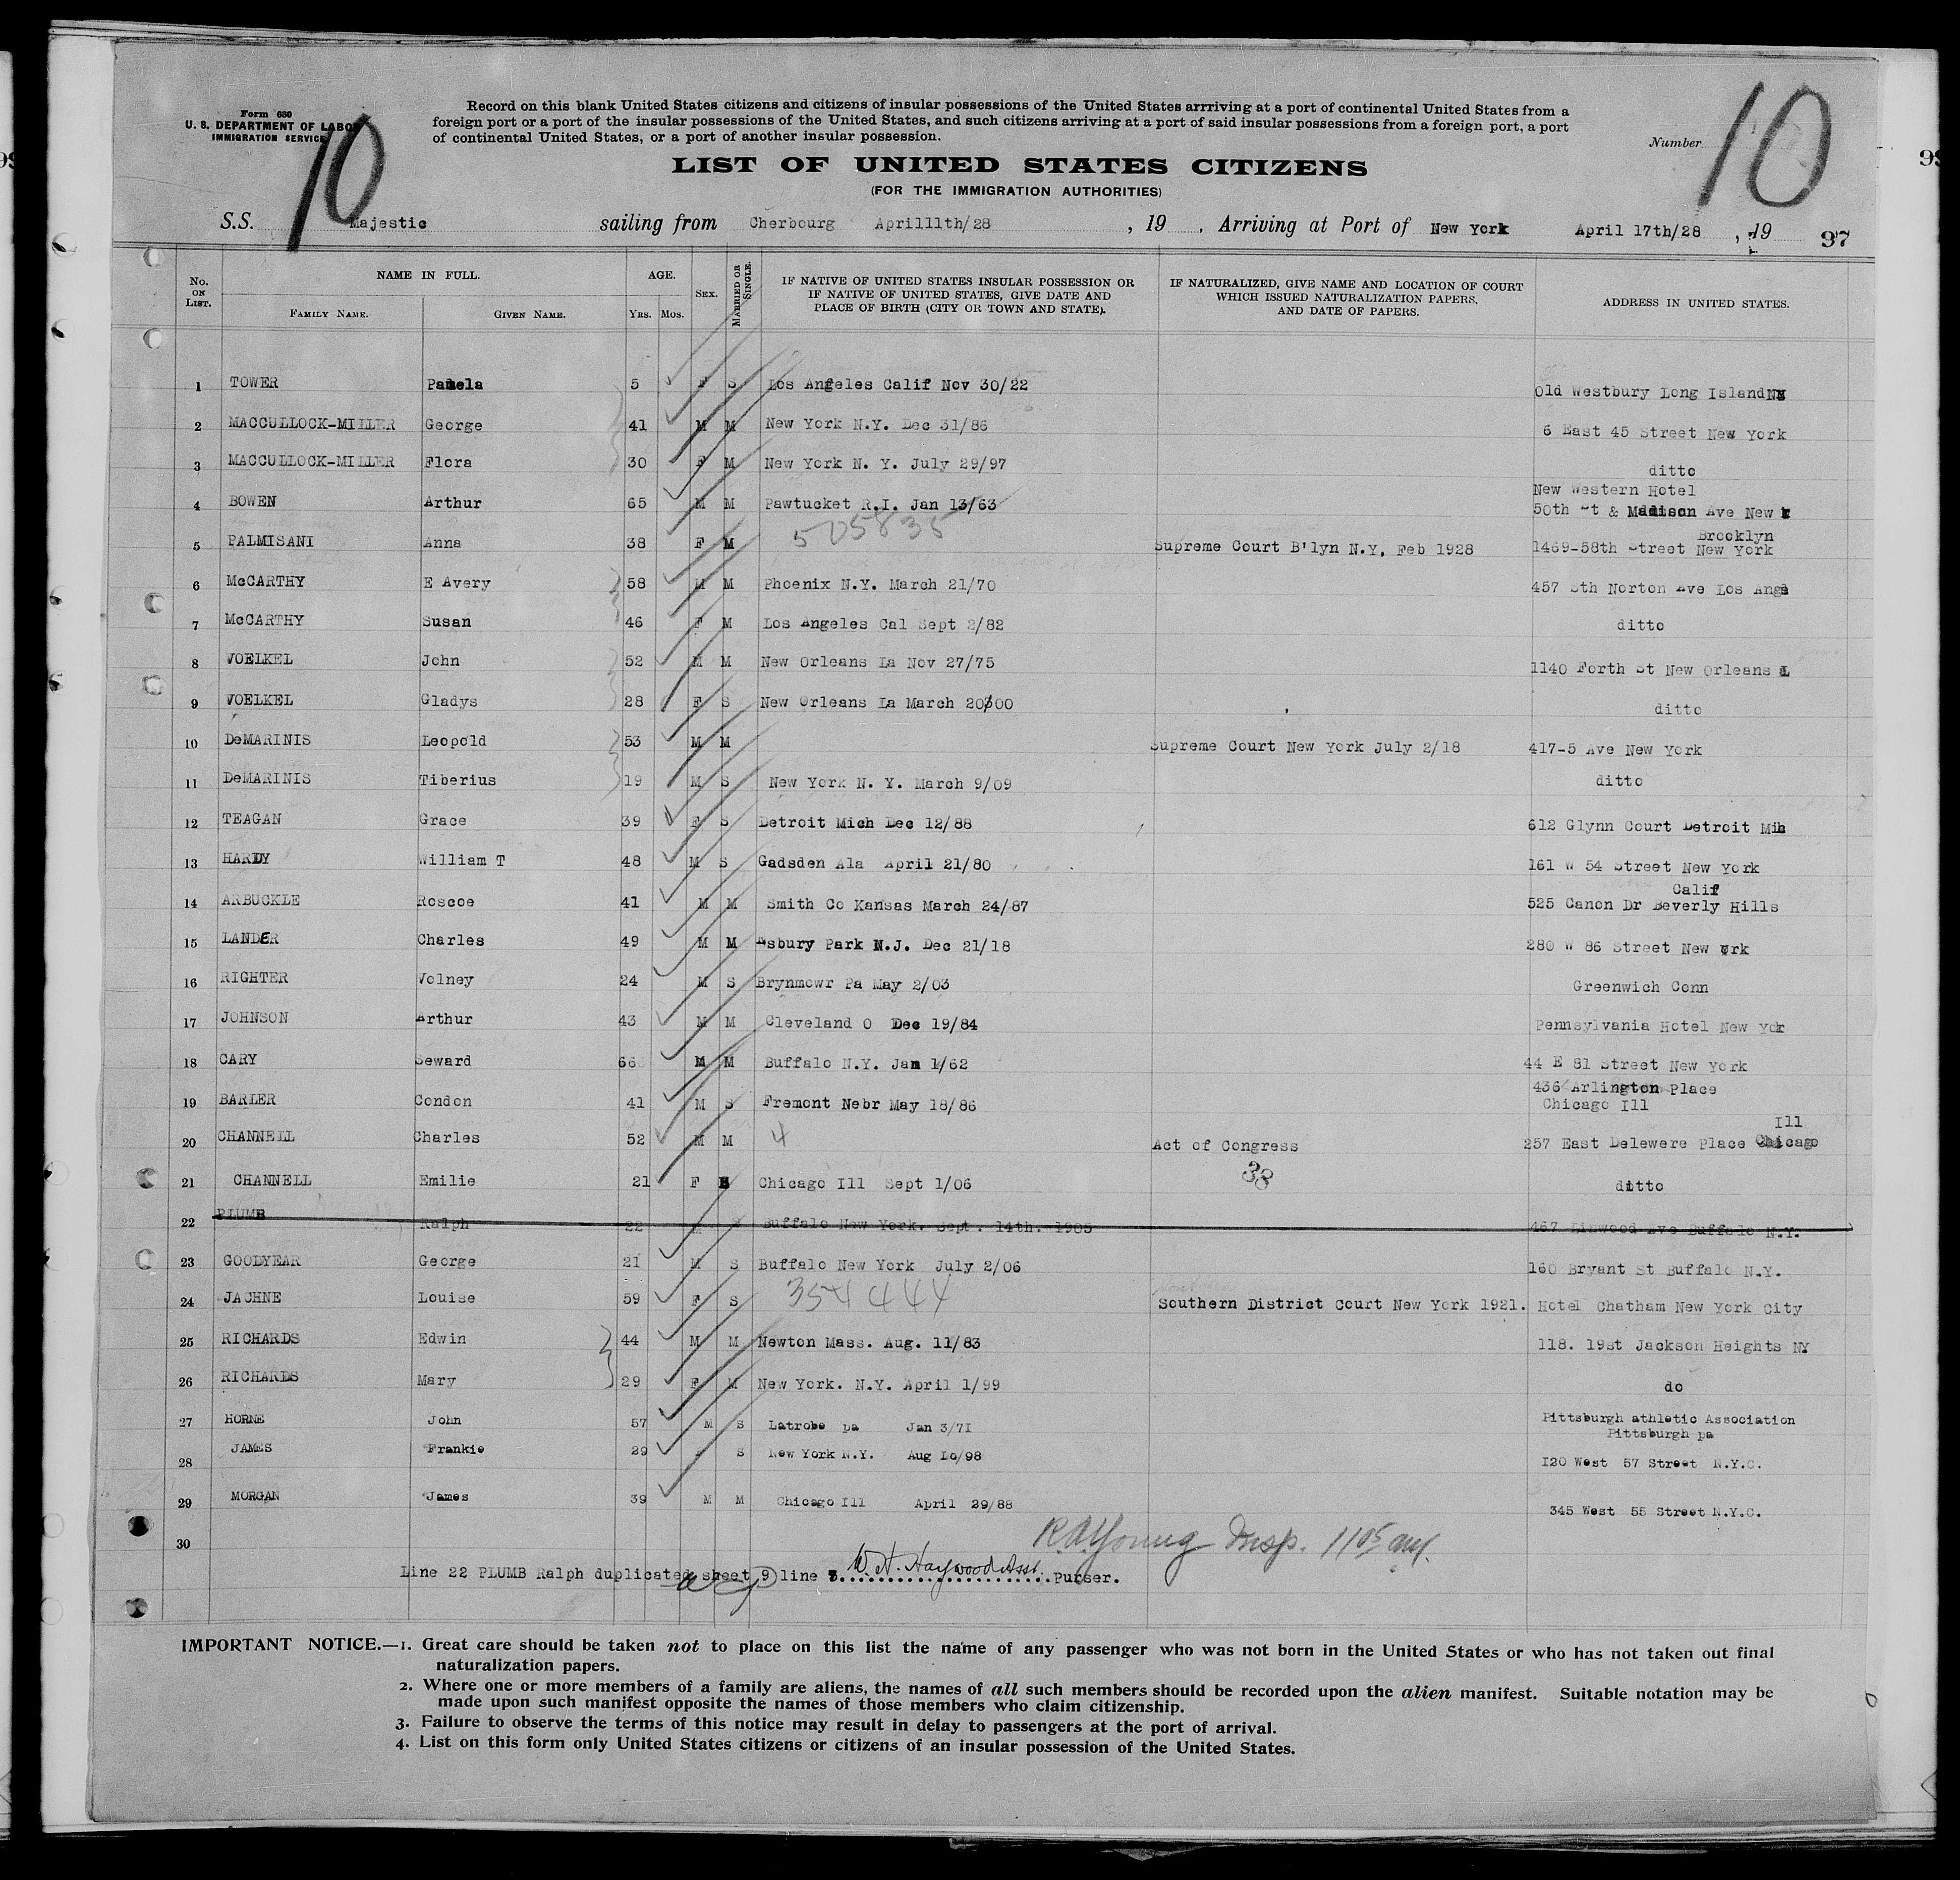 Form 630
U. S. DEPARTMENT OF LABOR
IMMIGRATION SERVICE
10
Record on this blank United States citizens and citizens of insular possessions of the United States arrriving at a port of continental United States from a
foreign port or a port of the insular possessions of the United States, and such citizens arriving at a port of said insular possessions from a foreign port, a port
of continental United States, or a port of another insular possession.
Number 10
LIST OF UNITED STATES CITIZENS
(FOR THE IMMIGRATION AUTHORITIES)
S.S. Majestic sailing from Cherbourg April11th/28 , 19 , Arriving at Port of New York April 17th/28 , 19 97
No. ON LIST. NAME IN FULL. FAMILY NAME. GIVEN NAME. AGE. YRS. MOS. SEX. MARRIED OR SINGLE. IF NATIVE OF UNITED STATES INSULAR POSSESSION OR IF NATIVE OF UNITED STATES, GIVE DATE AND PLACE OF BIRTH (CITY OR TOWN AND STATE). IF NATURALIZED, GIVE NAME AND LOCATION OF COURT WHICH ISSUED NATURALIZATION PAPERS, AND DATE OF PAPERS. ADDRESS IN UNITED STATES.
1 TOWER Pamela 5 F S Los Angeles Calif Nov 30/22 Old Westbury Long Island NY
2 MACCULLOCK-MILLER George 41 M M New York N.Y. Dec 31/86 6 East 45 Street New York
3 MACCULLOCK-MILLER Flora 30 F M New York N. Y. July 29/97 ditto
4 BOWEN Arthur 65 M M Pawtucket R.I. Jan 13/63 New Western Hotel 50th St & Madison Ave New
5 PALMISANI Anna 38 F M 505835 Supreme Court B'lyn N.Y, Feb 1928 Brooklyn 1469-58th Street New York
6 McCARTHY E Avery 58 M M Phoenix N.Y. March 21/70 457 Sth Norton Ave Los Ang
7 McCARTHY Susan 46 F M Los Angeles Cal Sept 2/82 ditto
8 VOELKEL John 52 M M New Orleans La Nov 27/75 1140 Forth St New Orleans L
9 VOELKEL Gladys 28 F S New Orleans La March 20/00 ditto
10 DeMARINIS Leopold 53 M M Supreme Court New York July 2/18 417-5 Ave New York
11 DeMARINIS Tiberius 19 M S New York N. Y. March 9/09 ditto
12 TEAGAN Grace 39 F S Detroit Mich Dec 12/88 612 Glynn Court Detroit Mih
13 HARDY William T 48 M S Gadsden Ala April 21/80 161 W 54 Street New York
14 ARBUCKLE Roscoe 41 M M Smith Co Kansas March 24/87 Calif 525 Canon Dr Beverly Hills
15 LANDER Charles 49 M M Asbury Park N.J. Dec 21/18 280 W 86 Street New York
16 RIGHTER Volney 24 M S Brynmowr Pa May 2/03 Greenwich Conn
17 JOHNSON Arthur 43 M M Cleveland O Dec 19/84 Pennsylvania Hotel New Yor
18 CARY Seward 66 M M Buffalo N.Y. Jan 1/62 44 E 81 Street New York
19 BARLER Condon 41 M S Fremont Nebr May 18/86 436 Arlington Place Chicago Ill
20 CHANNELL Charles 52 M M 4 Act of Congress 257 East Delewere Place Chicago Ill
21 CHANNELL Emilie 21 F S Chicago Ill Sept 1/06 38 ditto
22 PLUMB Ralph 22 M S Buffalo New York. Sept. 14th. 1905 467 Linwood Ave Buffalo N.Y.
23 GOODYEAR George 21 M S Buffalo New York July 2/06 160 Bryant St Buffalo N.Y.
24 JACHNE Louise 59 F S 354444 Southern District Court New York 1921. Hotel Chatham New York City
25 RICHARDS Edwin 44 M M Newton Mass. Aug. 11/83 118. 19st Jackson Heights NY
26 RICHARDS Mary 29 F M New York. N.Y. April 1/99 do
27 HORNE John 57 M S Latrobe pa Jan 3/71 Pittsburgh athletic Association Pittsburgh pa
28 JAMES Frankie 29 S New York N.Y. Aug 10/98 120 West 57 Street N.Y.C.
29 MORGAN James 39 M M Chicago Ill April 29/88 345 West 55 Street N.Y.C.
30
R.A. Young Insp. 11 05 am.
Line 22 PLUMB Ralph duplicated sheet 9 line 3. W. H. Haywood Asst. Purser.
IMPORTANT NOTICE.—1. Great care should be taken not to place on this list the name of any passenger who was not born in the United States or who has not taken out final
naturalization papers.
2. Where one or more members of a family are aliens, the names of all such members should be recorded upon the alien manifest. Suitable notation may be
made upon such manifest opposite the names of those members who claim citizenship.
3. Failure to observe the terms of this notice may result in delay to passengers at the port of arrival.
4. List on this form only United States citizens or citizens of an insular possession of the United States.